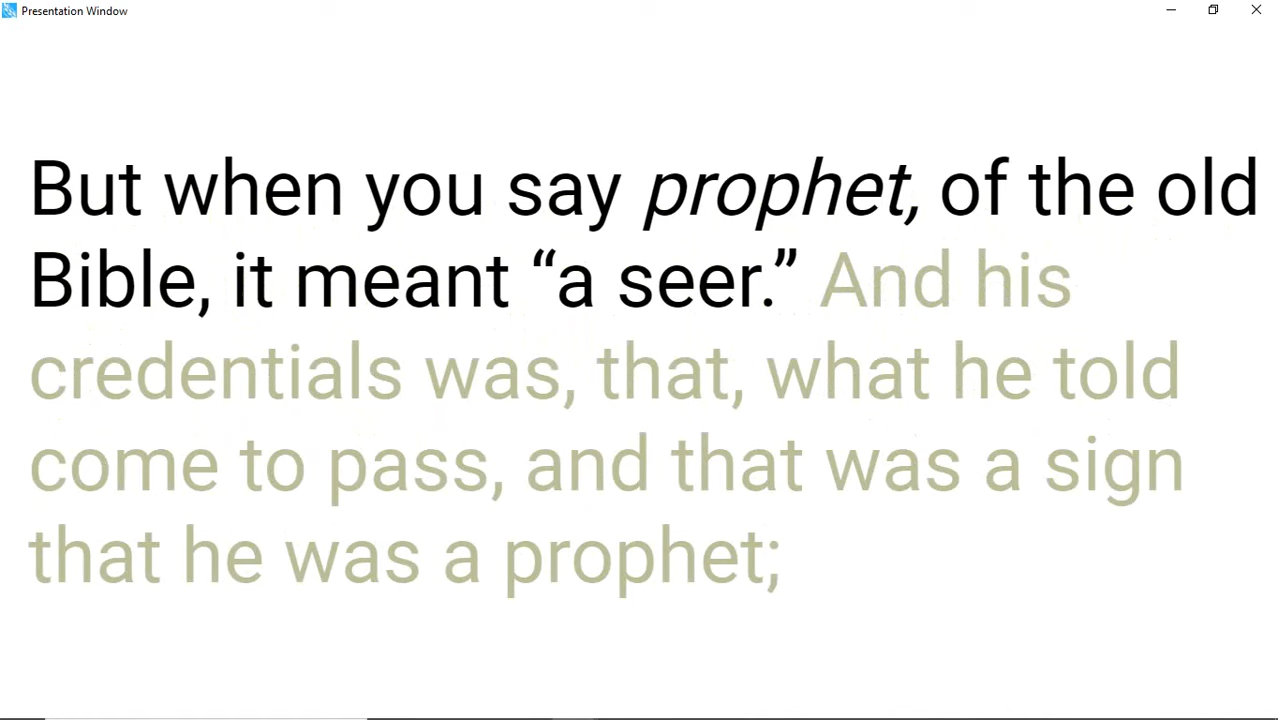 Presentation Window
But when you say prophet, of the old
Bible, it meant “a seer.” And his
credentials was, that, what he told
come to pass, and that was a sign
that he was a prophet;